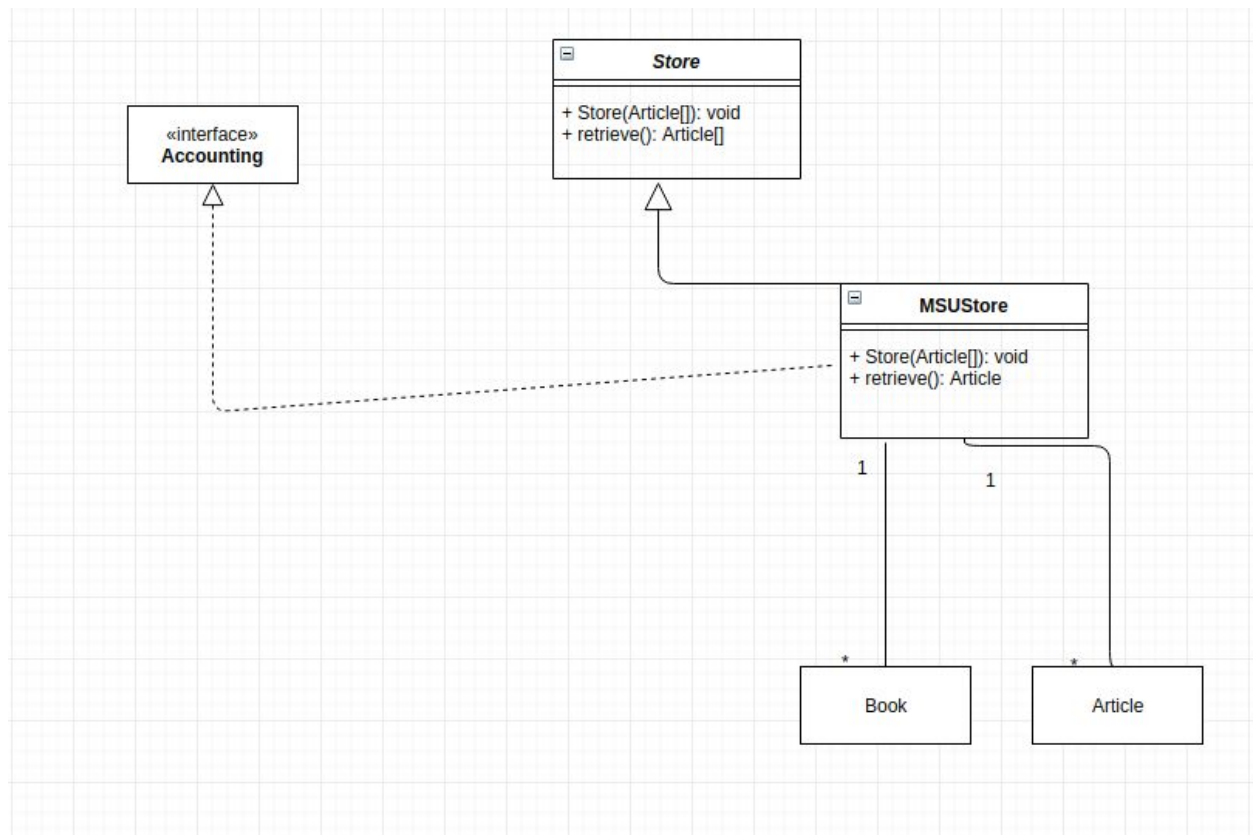 Store
+ Store(Article[]): void
+ retrieve(): Article[]
«interface»
Accounting
MSUStore
+ Store(Article[]): void
+ retrieve(): Article
1
1
*
*
Book
Article